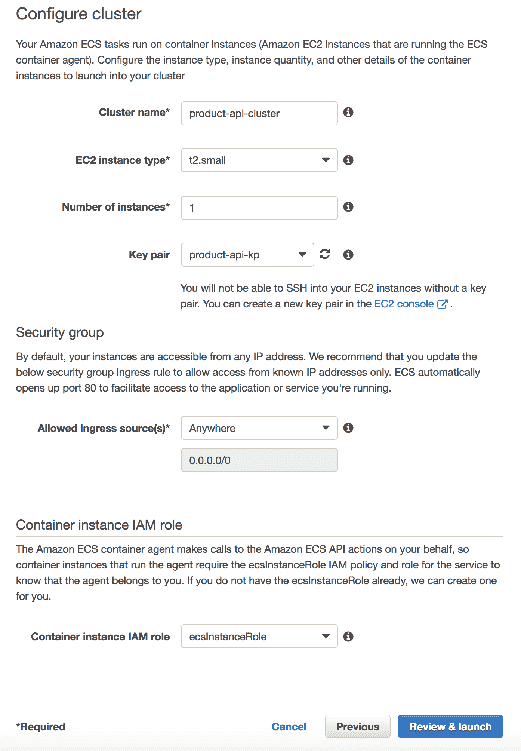 Configure cluster
Your Amazon ECS tasks run on container instances (Amazon EC2 instances that are running the ECS
container agent). Configure the instance type, instance quantity, and other details of the container
instances to launch into your cluster
Cluster name* product-api-cluster
EC2 instance type* t2.small
Number of instances* 1
Key pair product-api-kp
You will not be able to SSH into your EC2 instances without a key
pair. You can create a new key pair in the EC2 console .
Security group
By default, your instances are accessible from any IP address. We recommend that you update the
below security group ingress rule to allow access from known IP addresses only. ECS automatically
opens up port 80 to facilitate access to the application or service you're running.
Allowed ingress source(s)* Anywhere
0.0.0.0/0
Container instance IAM role
The Amazon ECS container agent makes calls to the Amazon ECS API actions on your behalf, so
container instances that run the agent require the ecsInstanceRole IAM policy and role for the service to
know that the agent belongs to you. If you do not have the ecsInstanceRole already, we can create one
for you.
Container instance IAM role ecsInstanceRole
*Required Cancel Previous Review & launch